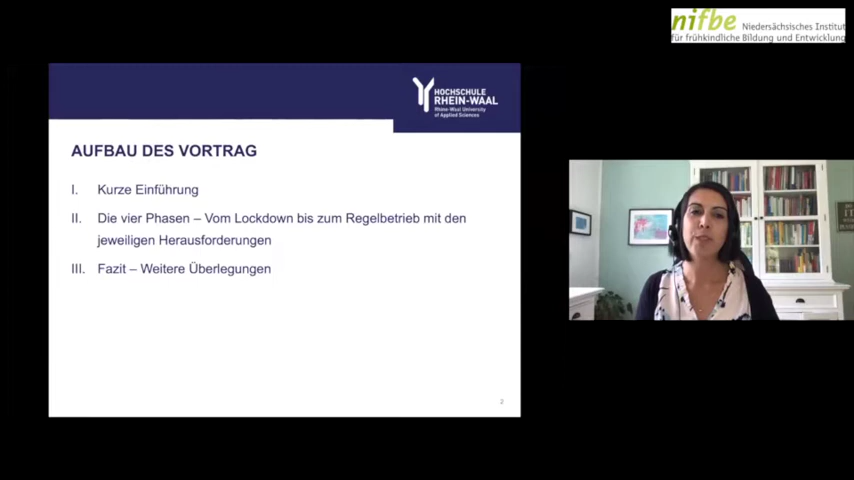 nifbe Niedersächsisches Institut
für frühkindliche Bildung und Entwicklung
HOCHSCHULE
RHEIN-WAAL
Rhine-Waal University
of Applied Sciences
AUFBAU DES VORTRAG
I. Kurze Einführung
II. Die vier Phasen – Vom Lockdown bis zum Regelbetrieb mit den
jeweiligen Herausforderungen
III. Fazit – Weitere Überlegungen
2